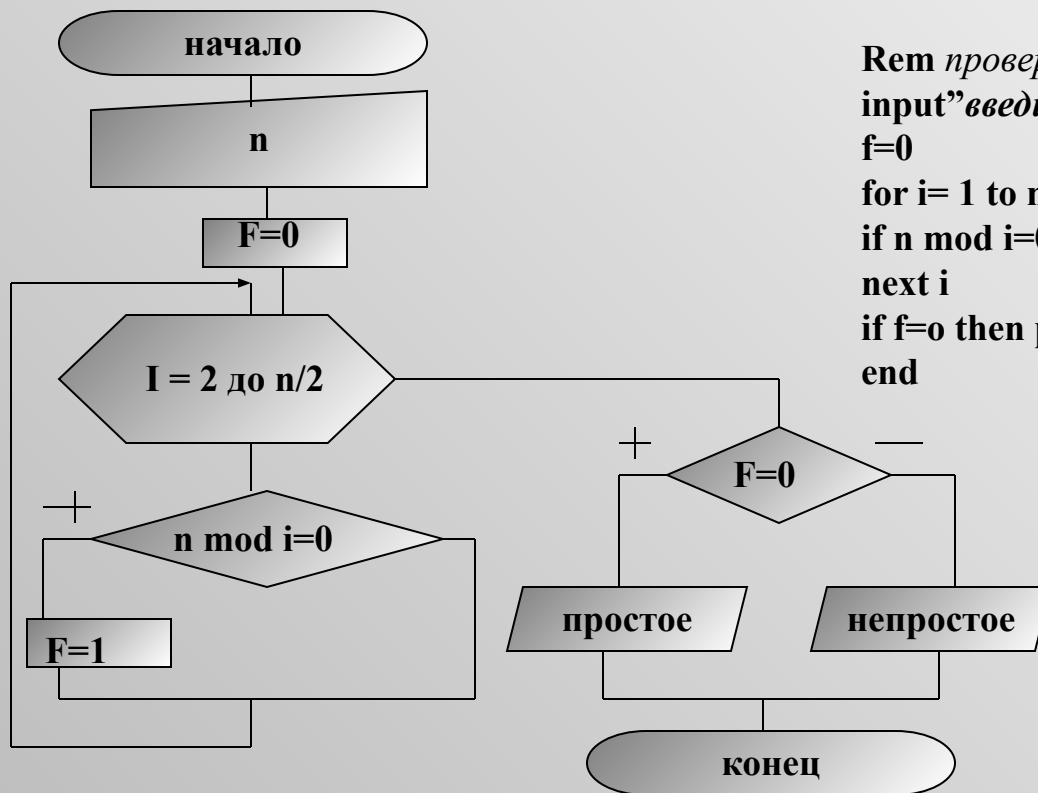 начало
n
F=0
I = 2 до n/2
n mod i=0
F=1
F=0
простое
непростое
конец
Rem
input”
f=0
for i= 1 to
if n mod i=
next i
if f=o then
end